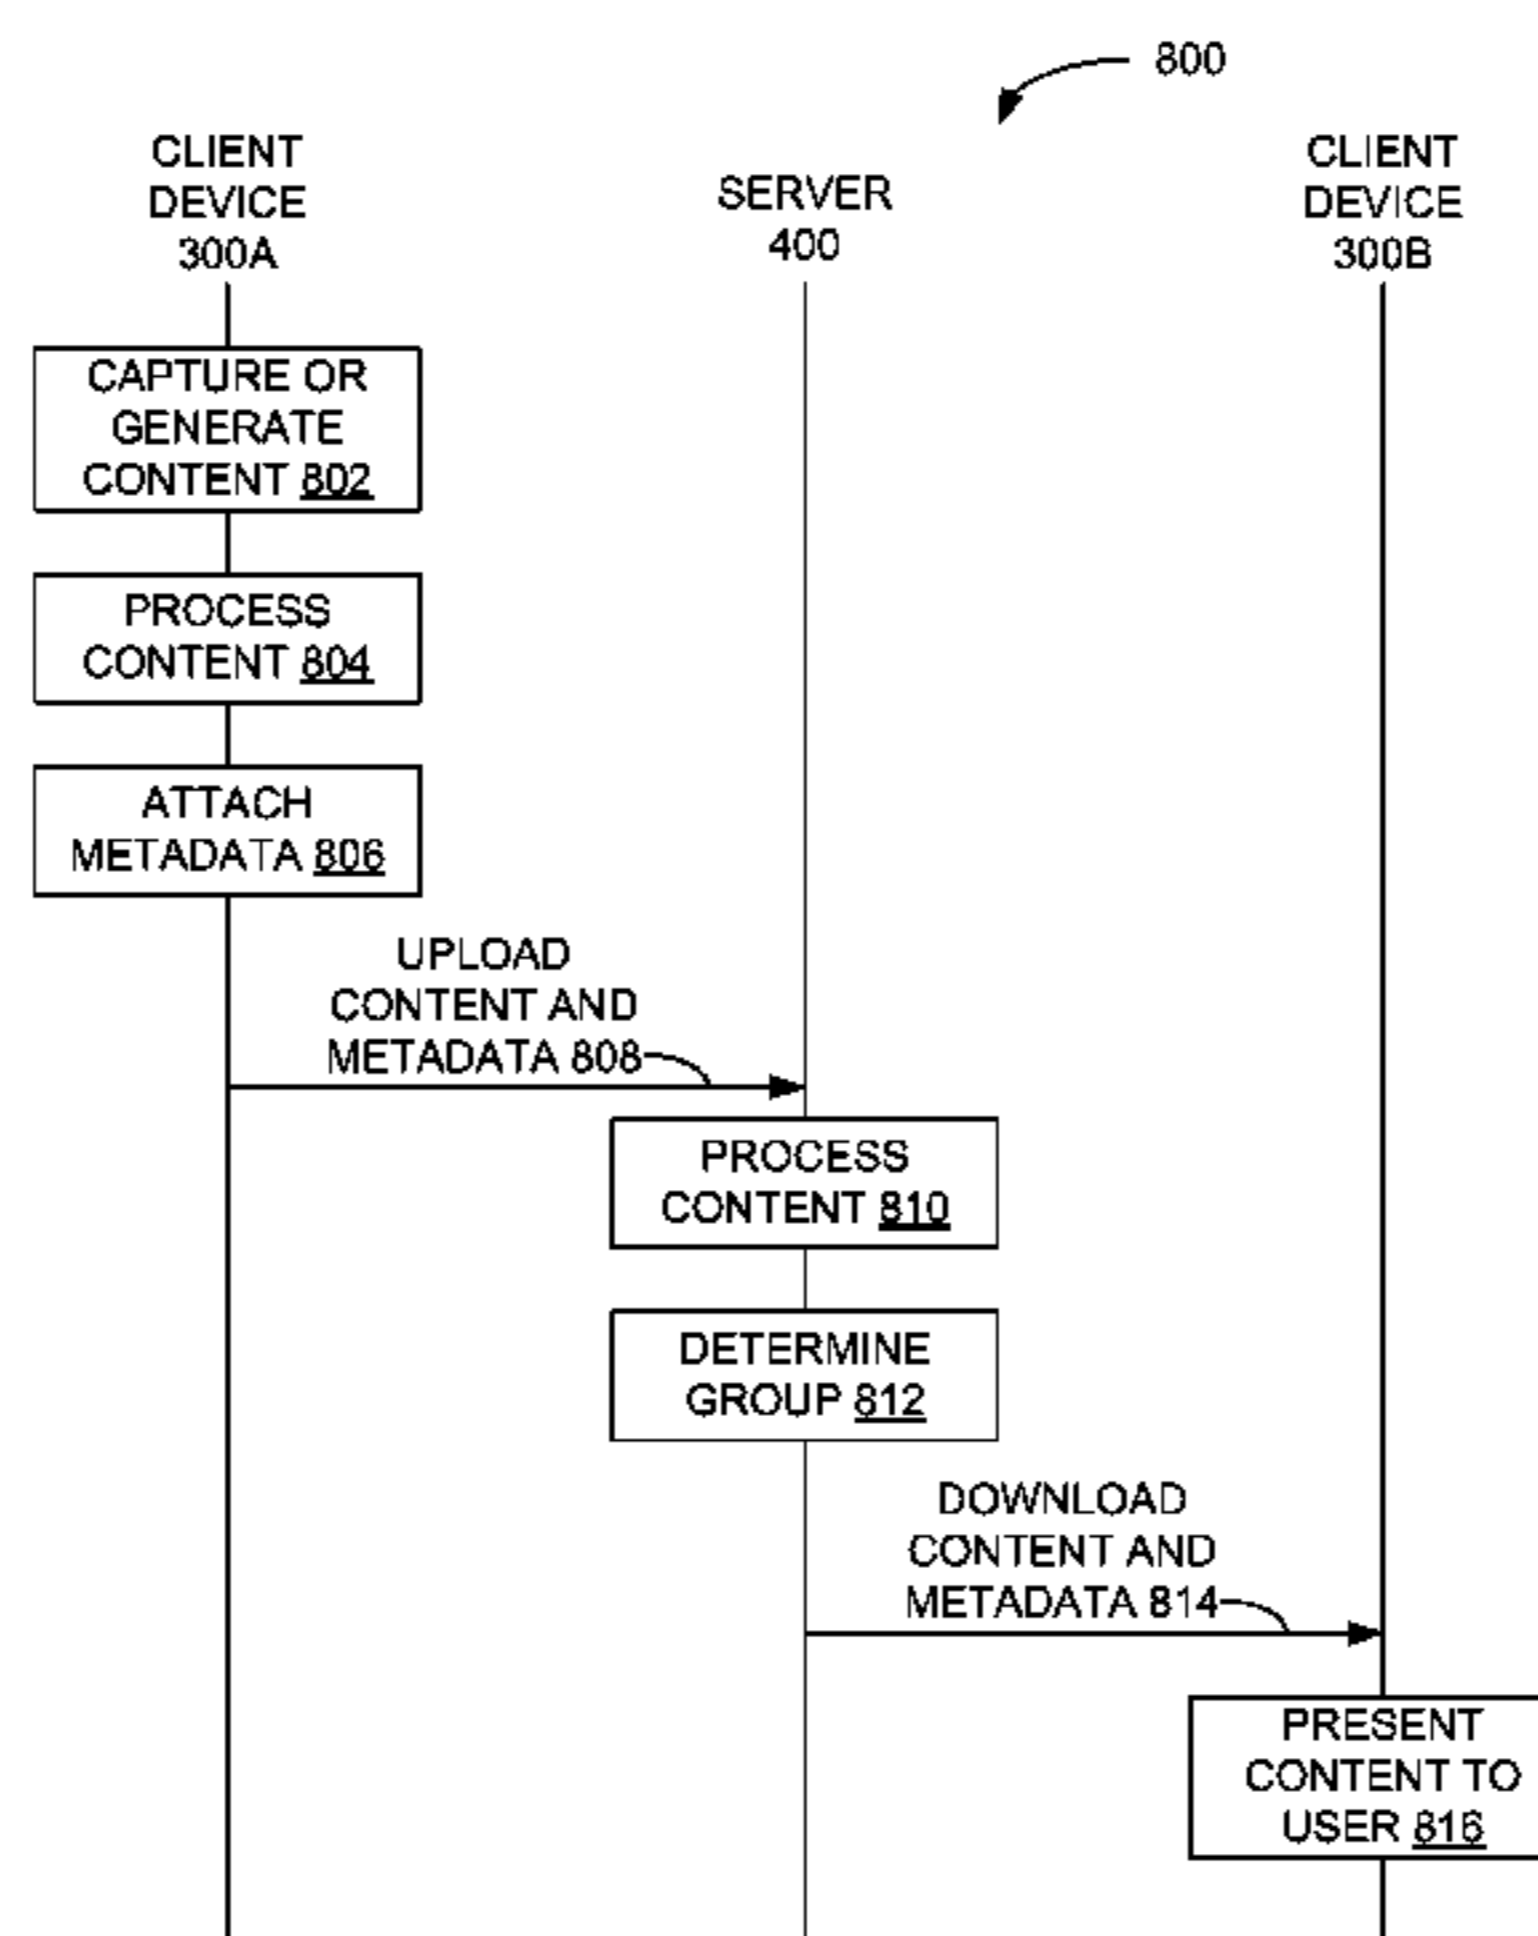 800
CLIENT
DEVICE
300A
SERVER
400
CLIENT
DEVICE
300B
CAPTURE OR
GENERATE
CONTENT 802
PROCESS
CONTENT 804
ATTACH
METADATA 806
UPLOAD
CONTENT AND
METADATA 808
PROCESS
CONTENT 810
DETERMINE
GROUP 812
DOWNLOAD
CONTENT AND
METADATA 814
PRESENT
CONTENT TO
USER 816